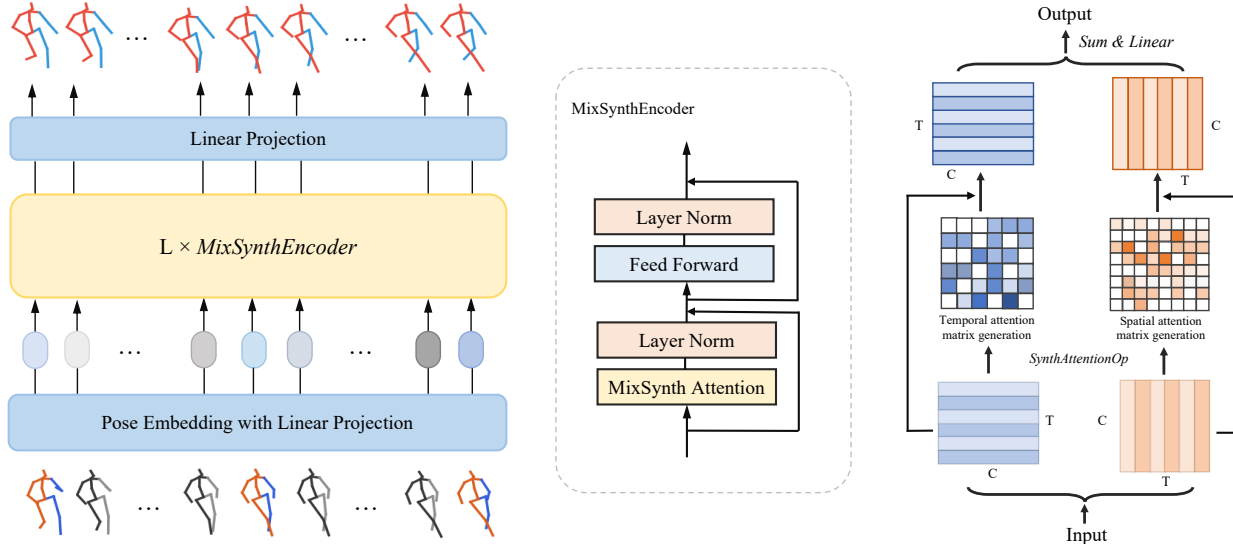 ...
...
Linear Projection
L × MixSynthEncoder
...
...
Pose Embedding with Linear Projection
...
...
MixSynthEncoder
Layer Norm
Feed Forward
Layer Norm
MixSynth Attention
Output
Sum & Linear
T
C
C
T
Temporal attention
matrix generation
Spatial attention
matrix generation
SynthAttentionOp
T
C
C
T
Input